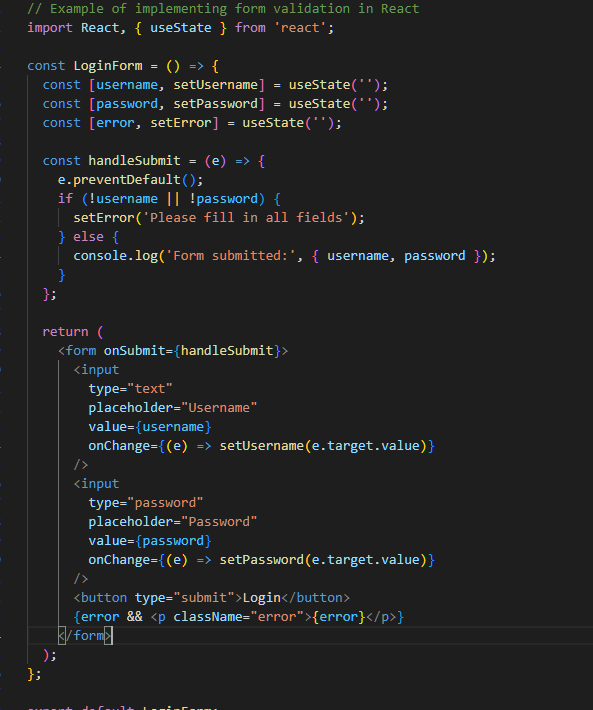 // Example of implementing form validation in React
import React, { useState } from 'react';
const LoginForm = () => {
const [username, setUsername] = useState('');
const [password, setPassword] = useState('');
const [error, setError] = useState('');
const handleSubmit = (e) => {
e.preventDefault();
if (!username || !password) {
setError('Please fill in all fields');
} else {
console.log('Form submitted:', { username, password });
}
};
return (
<form onSubmit={handleSubmit}>
<input
type="text"
placeholder="Username"
value={username}
onChange={(e) => setUsername(e.target.value)}
/>
<input
type="password"
placeholder="Password"
value={password}
onChange={(e) => setPassword(e.target.value)}
/>
<button type="submit">Login</button>
{error && <p className="error">{error}</p>}
</form>
);
};
export default LoginForm;